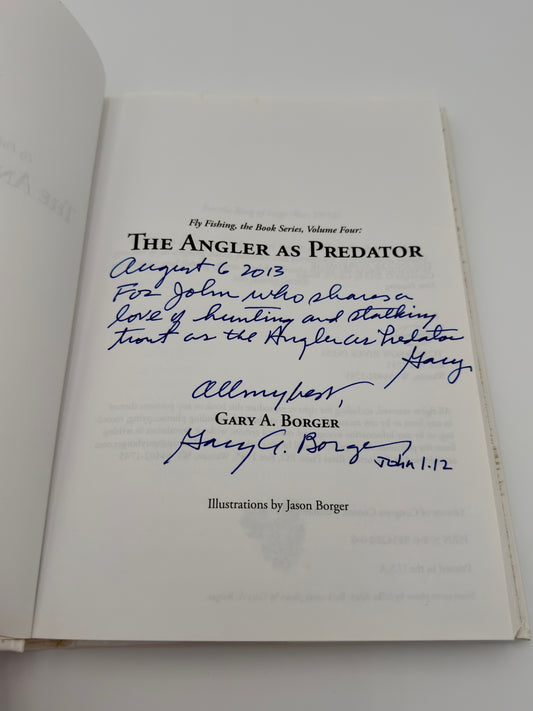 Fly Fishing, the Book Series, Volume Four:
THE ANGLER AS PREDATOR
August 6 2013
For John who shares a
love of hunting and stalking
trout as the Angler as Predator
Gary
All my best,
GARY A. BORGER
Gary A. Borger
John 1.12
Illustrations by Jason Borger